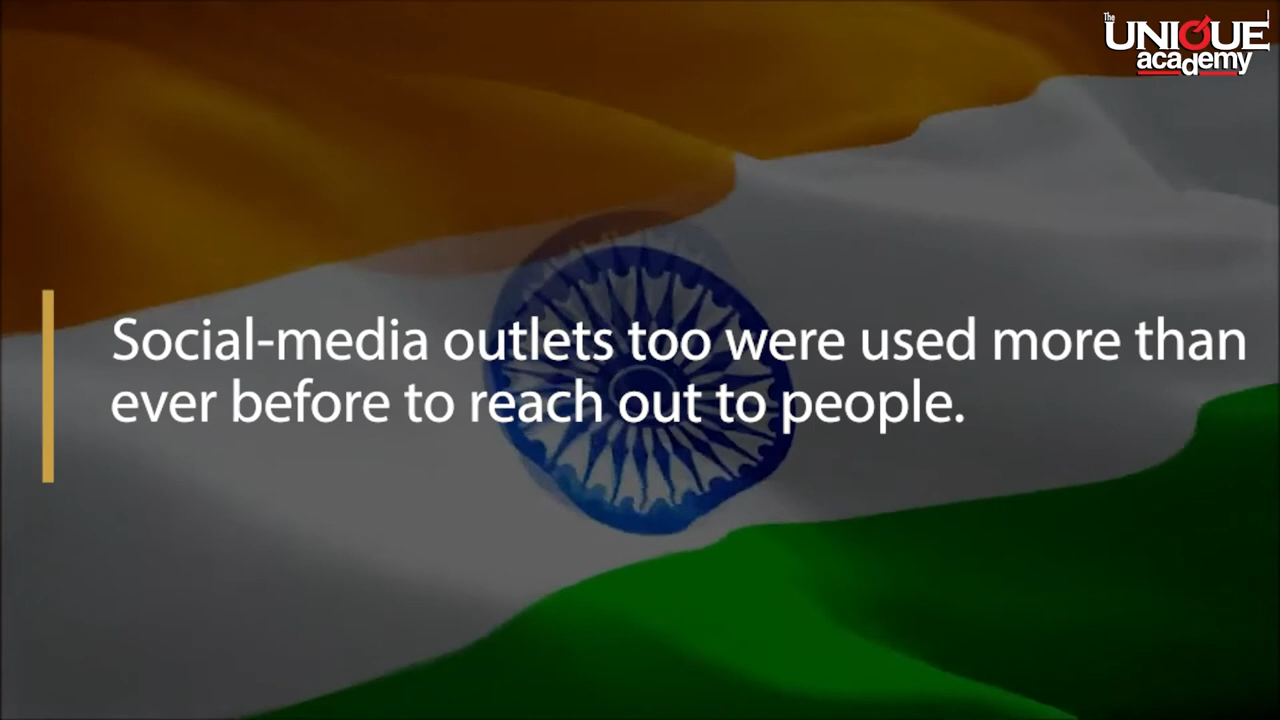 The
UNIQUE
academy
Social-media outlets too were used more than
ever before to reach out to people.